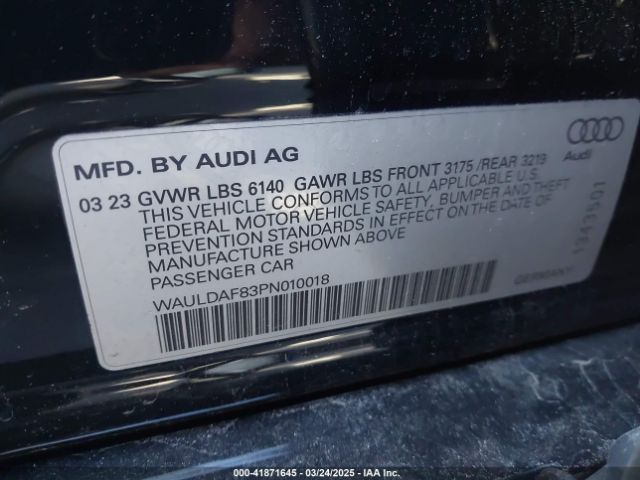 MFD. BY AUDI AG
03 23 GVWR LBS 6140 GAWR LBS FRONT 3175 /REAR 3219
THIS VEHICLE CONFORMS TO ALL APPLICABLE U.S.
FEDERAL MOTOR VEHICLE SAFETY, BUMPER AND THEFT
PREVENTION STANDARDS IN EFFECT ON THE DATE OF
MANUFACTURE SHOWN ABOVE
PASSENGER CAR
WAULDAF83PN010018
Audi
1343901
GERMANY
000-41871645 - 03/24/2025 - IAA Inc.